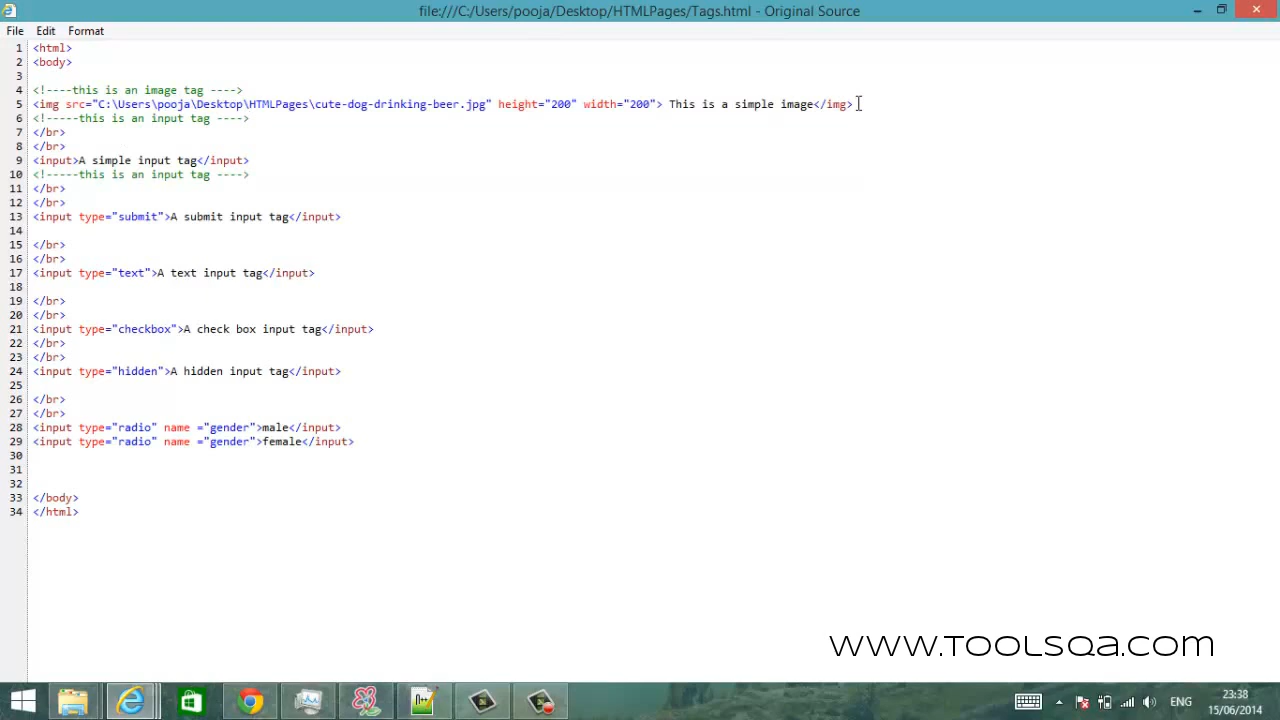 file:///C:/Users/pooja/Desktop/HTMLPages/Tags.html - Original Source
File Edit Format
1 <html>
2 <body>
3
4 <!----this is an image tag ---->
5 <img src="C:\Users\pooja\Desktop\HTMLPages\cute-dog-drinking-beer.jpg" height="200" width="200"> This is a simple image</img>
6 <!-----this is an input tag ---->
7 </br>
8 </br>
9 <input>A simple input tag</input>
10 <!-----this is an input tag ---->
11 </br>
12 </br>
13 <input type="submit">A submit input tag</input>
14
15 </br>
16 </br>
17 <input type="text">A text input tag</input>
18
19 </br>
20 </br>
21 <input type="checkbox">A check box input tag</input>
22 </br>
23 </br>
24 <input type="hidden">A hidden input tag</input>
25
26 </br>
27 </br>
28 <input type="radio" name ="gender">male</input>
29 <input type="radio" name ="gender">female</input>
30
31
32
33 </body>
34 </html>
www.ToolsQA.com
ENG
23:38
15/06/2014